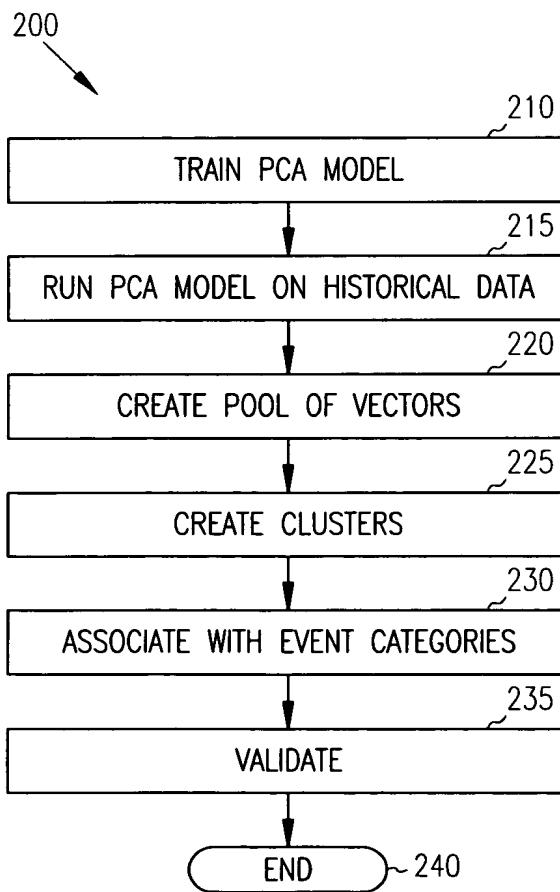 200
210
TRAIN PCA MODEL
215
RUN PCA MODEL ON HISTORICAL DATA
220
CREATE POOL OF VECTORS
225
CREATE CLUSTERS
230
ASSOCIATE WITH EVENT CATEGORIES
235
VALIDATE
END
240